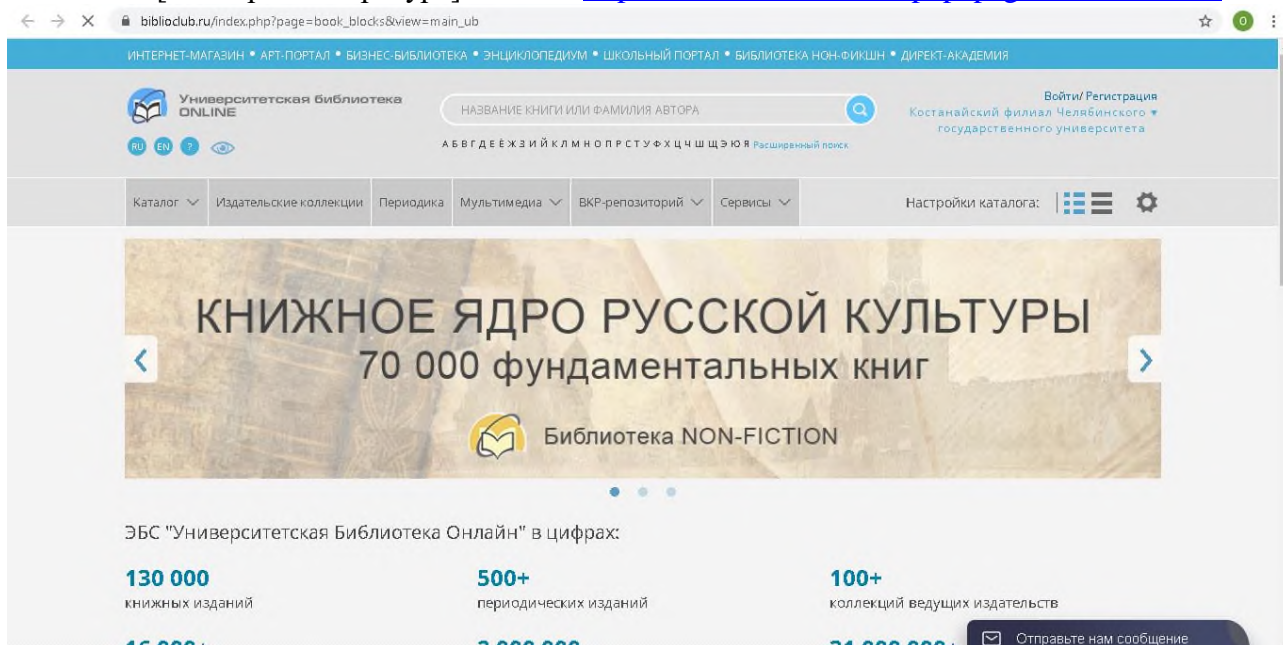 biblioclub.ru/index.php?page=book_blocks&view=main_ub
О
ИНТЕРНЕТ-МАГАЗИН • АРТ-ПОРТАЛ • БИЗНЕС-БИБЛИОТЕКА • ЭНЦИКЛОПЕДИУМ • ШКОЛЬНЫЙ ПОРТАЛ • БИБЛИОТЕКА НОН-ФИКШН • ДИРЕКТ-АКАДЕМИЯ
Университетская библиотека
ONLINE
НАЗВАНИЕ КНИГИ ИЛИ ФАМИЛИЯ АВТОРА
Войти/ Регистрация
Костанайский филиал Челябинского
государственного университета
RU EN ?
А Б В Г Д Е Ё Ж З И Й К Л М Н О П Р С Т У Ф Х Ц Ч Ш Щ Э Ю Я Расширенный поиск
Каталог Издательские коллекции Периодика Мультимедиа ВКР-репозиторий Сервисы Настройки каталога:
КНИЖНОЕ ЯДРО РУССКОЙ КУЛЬТУРЫ
70 000 фундаментальных книг
Библиотека NON-FICTION
ЭБС "Университетская Библиотека Онлайн" в цифрах:
130 000 500+ 100+
книжных изданий периодических изданий коллекций ведущих издательств
Отправьте нам сообщение